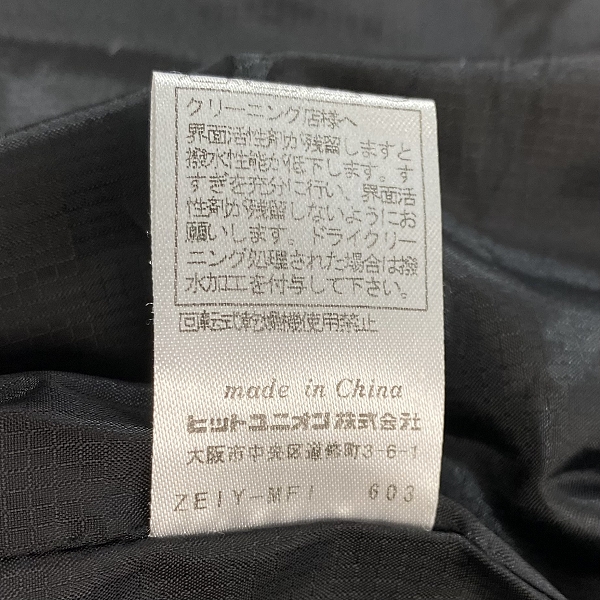 クリーニング店様へ
界面活性剤が残留しますと
撥水性能が低下します。す
すぎを充分に行い、界面活
性剤が残留しないようにお
願いします。ドライクリー
ニング処理された場合は撥
水加工を付与して下さい。
回転式乾燥機使用禁止
made in China
ヒットユニオン株式会社
大阪市中央区道修町3-6-1
ZEIY-MFI 603